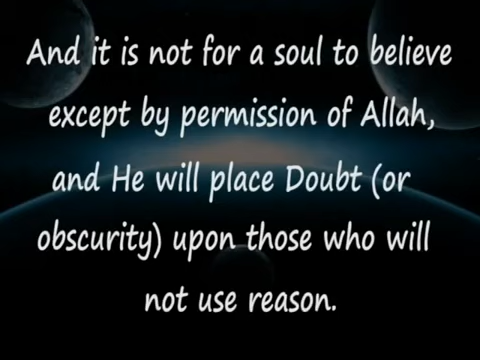 And it is not for a soul to believe
except by permission of Allah,
and He will place Doubt (or
obscurity) upon those who will
not use reason.